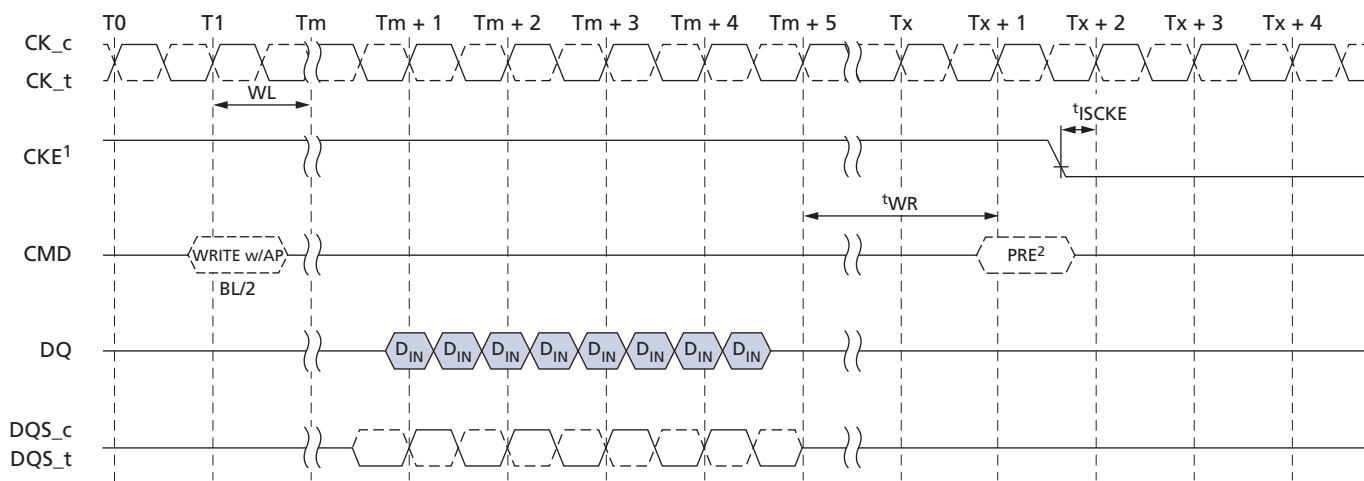 T0 T1 Tm Tm + 1 Tm + 2 Tm + 3 Tm + 4 Tm + 5 Tx Tx + 1 Tx + 2 Tx + 3 Tx + 4
CK_c
CK_t
WL
tISCKE
CKE1
tWR
CMD WRITE w/AP PRE2
BL/2
DQ DIN DIN DIN DIN DIN DIN DIN DIN
DQS_c
DQS_t